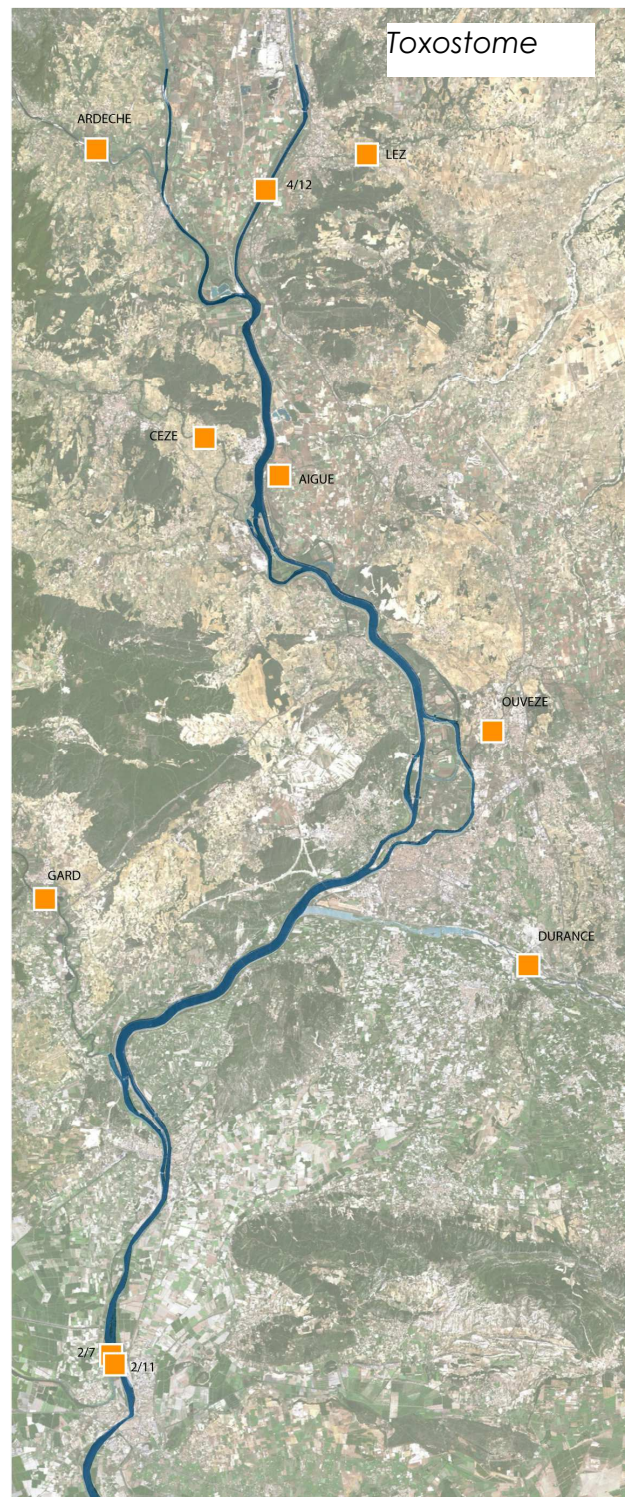 Toxostome
ARDECHE
LEZ
4/12
CEZE
AIGUE
OUVEZE
GARD
DURANCE
2/7
2/11